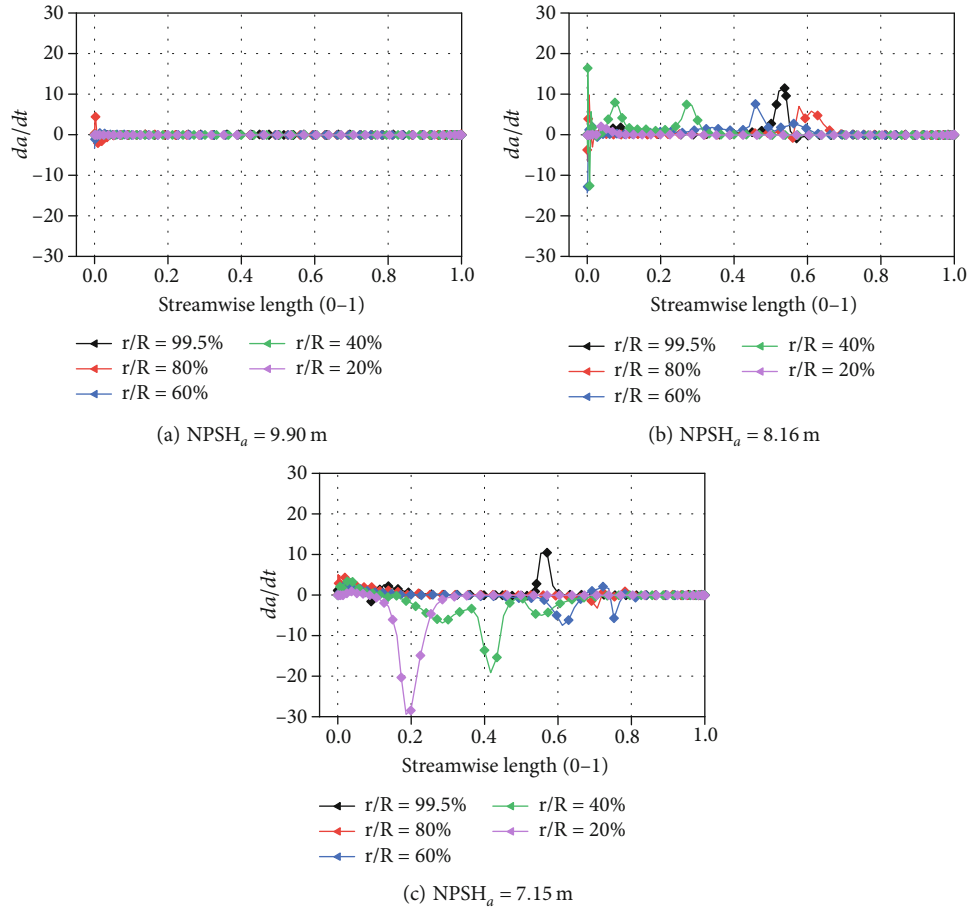 30
20
10
0
−10
−20
−30
da/dt
0.0 0.2 0.4 0.6 0.8 1.0
Streamwise length (0–1)
r/R = 99.5% r/R = 40%
r/R = 80% r/R = 20%
r/R = 60%
(a) NPSHₐ = 9.90 m
30
20
10
0
−10
−20
−30
da/dt
0.0 0.2 0.4 0.6 0.8 1.0
Streamwise length (0–1)
r/R = 99.5% r/R = 40%
r/R = 80% r/R = 20%
r/R = 60%
(b) NPSHₐ = 8.16 m
30
20
10
0
−10
−20
−30
da/dt
0.0 0.2 0.4 0.6 0.8 1.0
Streamwise length (0–1)
r/R = 99.5% r/R = 40%
r/R = 80% r/R = 20%
r/R = 60%
(c) NPSHₐ = 7.15 m